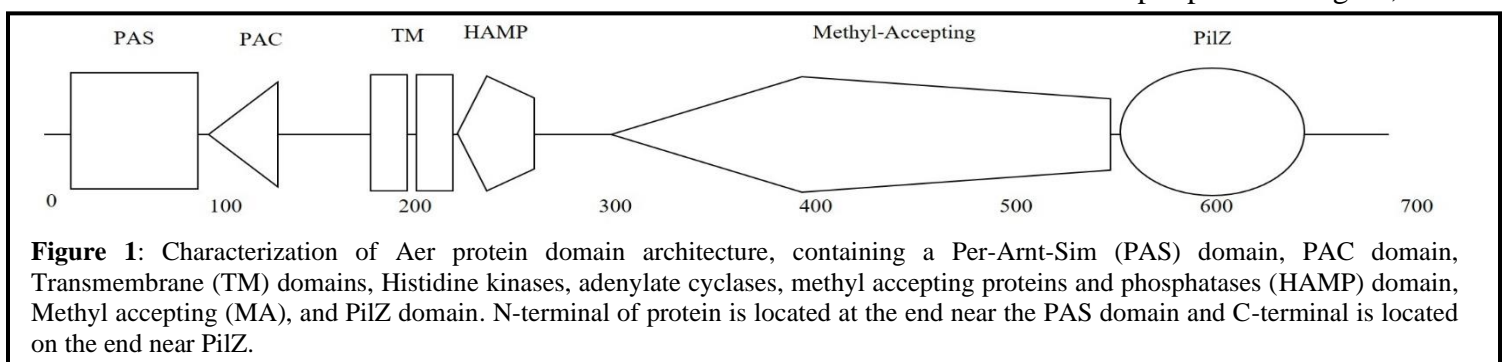 PAS PAC TM HAMP Methyl-Accepting PilZ
0 100 200 300 400 500 600 700
Figure 1: Characterization of Aer protein domain architecture, containing a Per-Arnt-Sim (PAS) domain, PAC domain,
Transmembrane (TM) domains, Histidine kinases, adenylate cyclases, methyl accepting proteins and phosphatases (HAMP) domain,
Methyl accepting (MA), and PilZ domain. N-terminal of protein is located at the end near the PAS domain and C-terminal is located
on the end near PilZ.